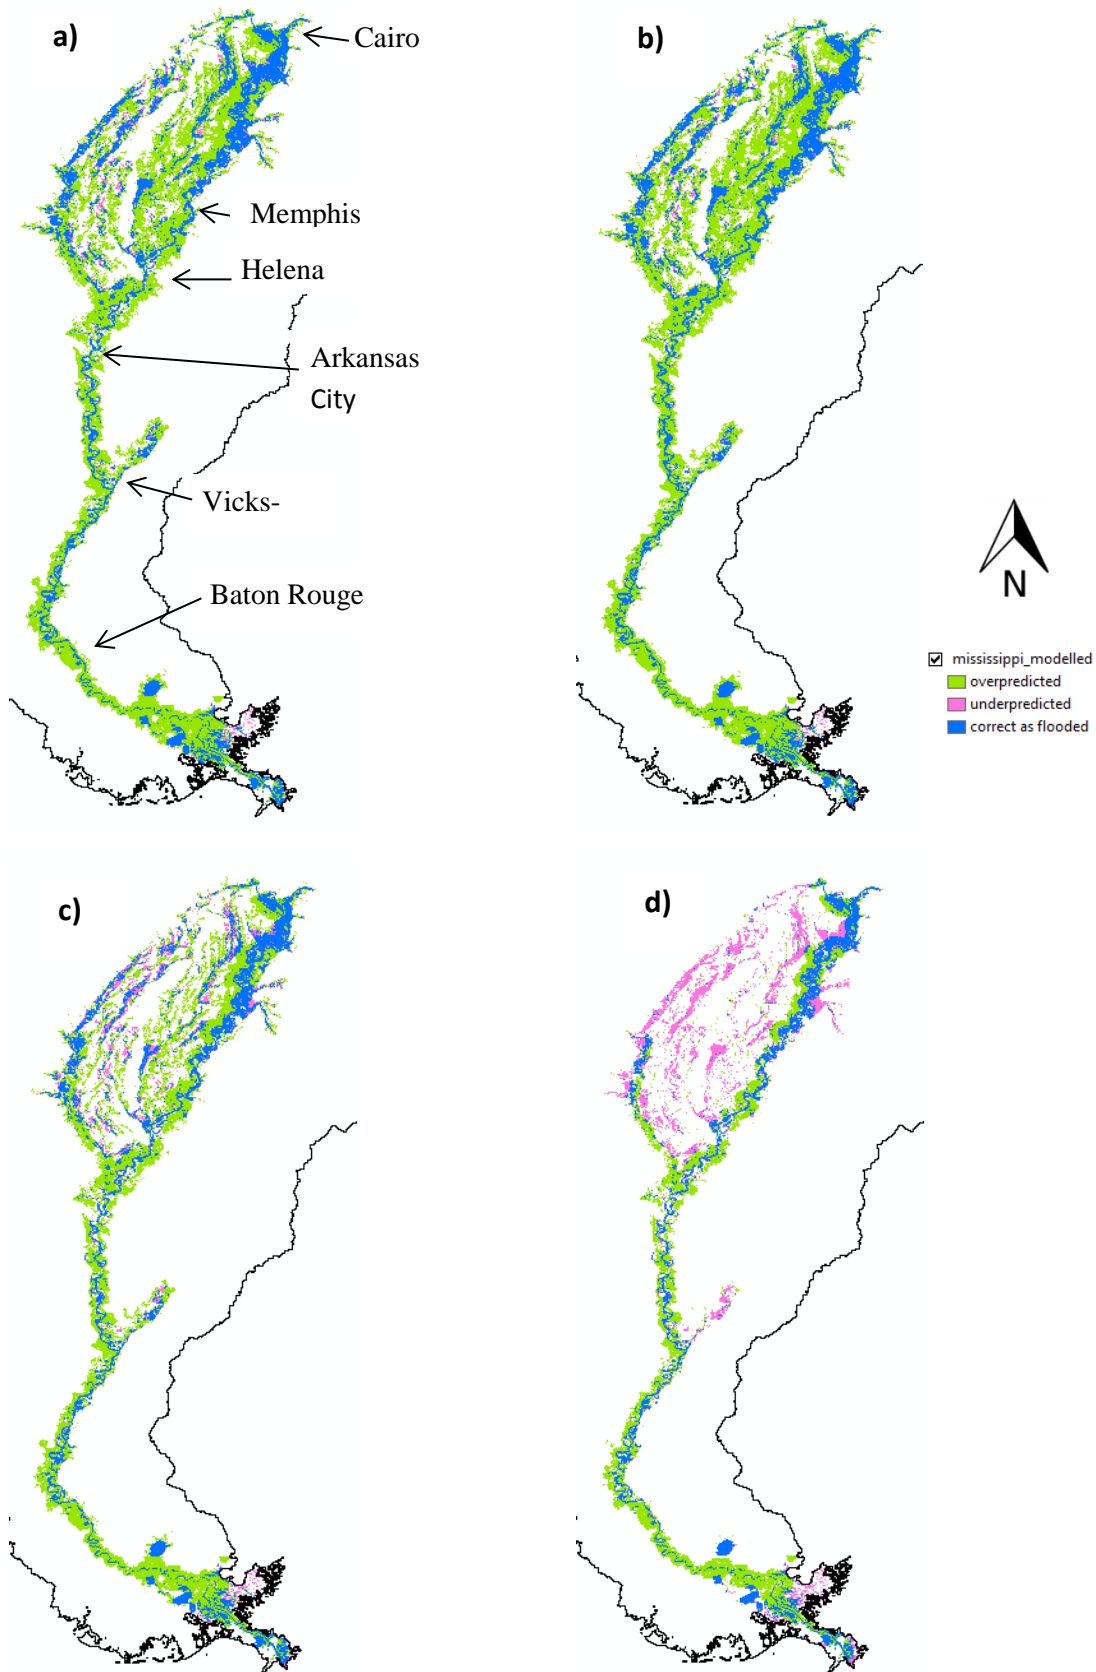 a)
Cairo
b)
Memphis
Helena
Arkansas
City
Vicks-
Baton Rouge
N
mississippi_modelled
overpredicted
underpredicted
correct as flooded
c)
d)